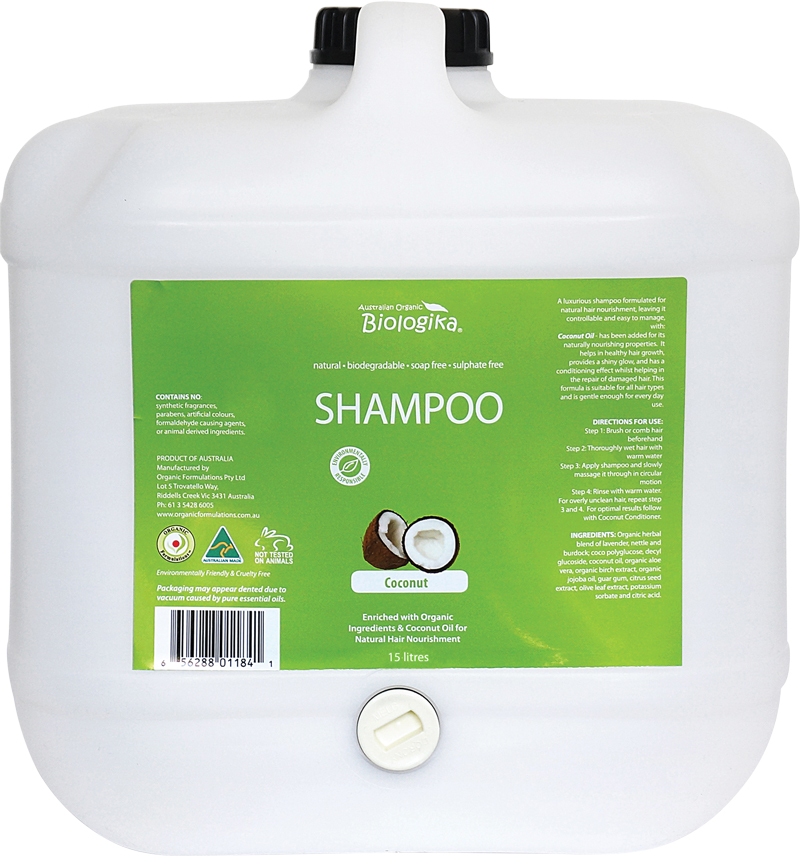 Australian Organic
Biologika®
natural • biodegradable • soap free • sulphate free
SHAMPOO
ENVIRONMENTALLY
RESPONSIBLE
Coconut
Enriched with Organic
Ingredients & Coconut Oil for
Natural Hair Nourishment
15 litres
CONTAINS NO:
synthetic fragrances,
parabens, artificial colours,
formaldehyde causing agents,
or animal derived ingredients.
PRODUCT OF AUSTRALIA
Manufactured by
Organic Formulations Pty Ltd
Lot 5 Trovatello Way,
Riddells Creek Vic 3431 Australia
Ph: 61 3 5428 6005
www.organicformulations.com.au
ORGANIC
Formulations
AUSTRALIAN MADE
NOT TESTED
ON ANIMALS
Environmentally Friendly & Cruelty Free
Packaging may appear dented due to
vacuum caused by pure essential oils.
6 56288 01184 1
A luxurious shampoo formulated for
natural hair nourishment, leaving it
controllable and easy to manage,
with:
Coconut Oil - has been added for its
naturally nourishing properties. It
helps in healthy hair growth,
provides a shiny glow, and has a
conditioning effect whilst helping in
the repair of damaged hair. This
formula is suitable for all hair types
and is gentle enough for every day
use.
DIRECTIONS FOR USE:
Step 1: Brush or comb hair
beforehand
Step 2: Thoroughly wet hair with
warm water
Step 3: Apply shampoo and slowly
massage it through in circular
motion
Step 4: Rinse with warm water.
For overly unclean hair, repeat step
3 and 4. For optimal results follow
with Coconut Conditioner.
INGREDIENTS: Organic herbal
blend of lavender, nettle and
burdock; coco polyglucose, decyl
glucoside, coconut oil, organic aloe
vera, organic birch extract, organic
jojoba oil, guar gum, citrus seed
extract, olive leaf extract, potassium
sorbate and citric acid.